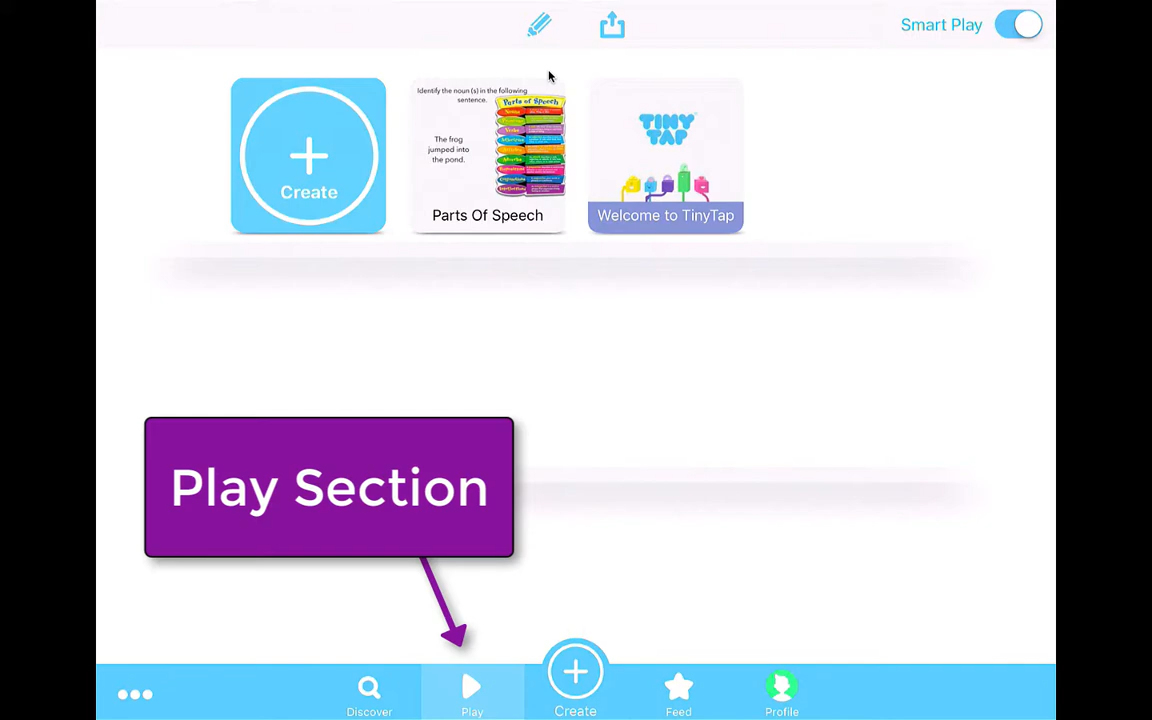 Smart Play
Create
Identify the noun (s) in the following
sentence.
Parts of Speech
The frog
jumped into
the pond.
Parts Of Speech
TINY
TAP
Welcome to TinyTap
Play Section
Discover
Play
Create
Feed
Profile